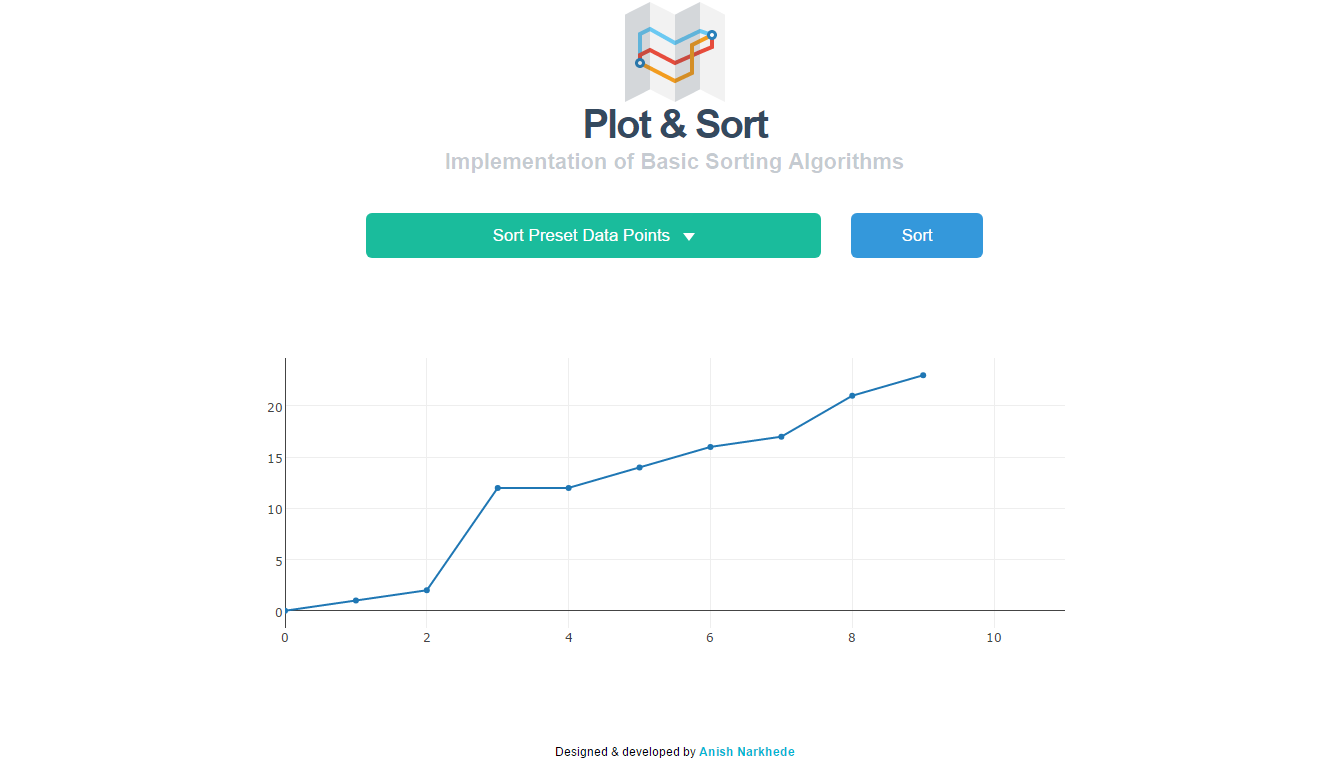 Plot & Sort
Implementation of Basic Sorting Algorithms
Sort Preset Data Points
Sort
20
15
10
5
0
0 2 4 6 8 10
Designed & developed by Anish Narkhede